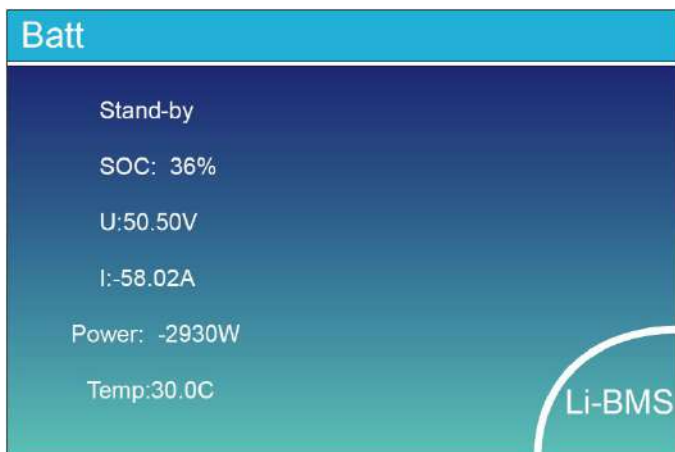 Batt
Stand-by
SOC: 36%
U:50.50V
I:-58.02A
Power: -2930W
Temp:30.0C
Li-BMS